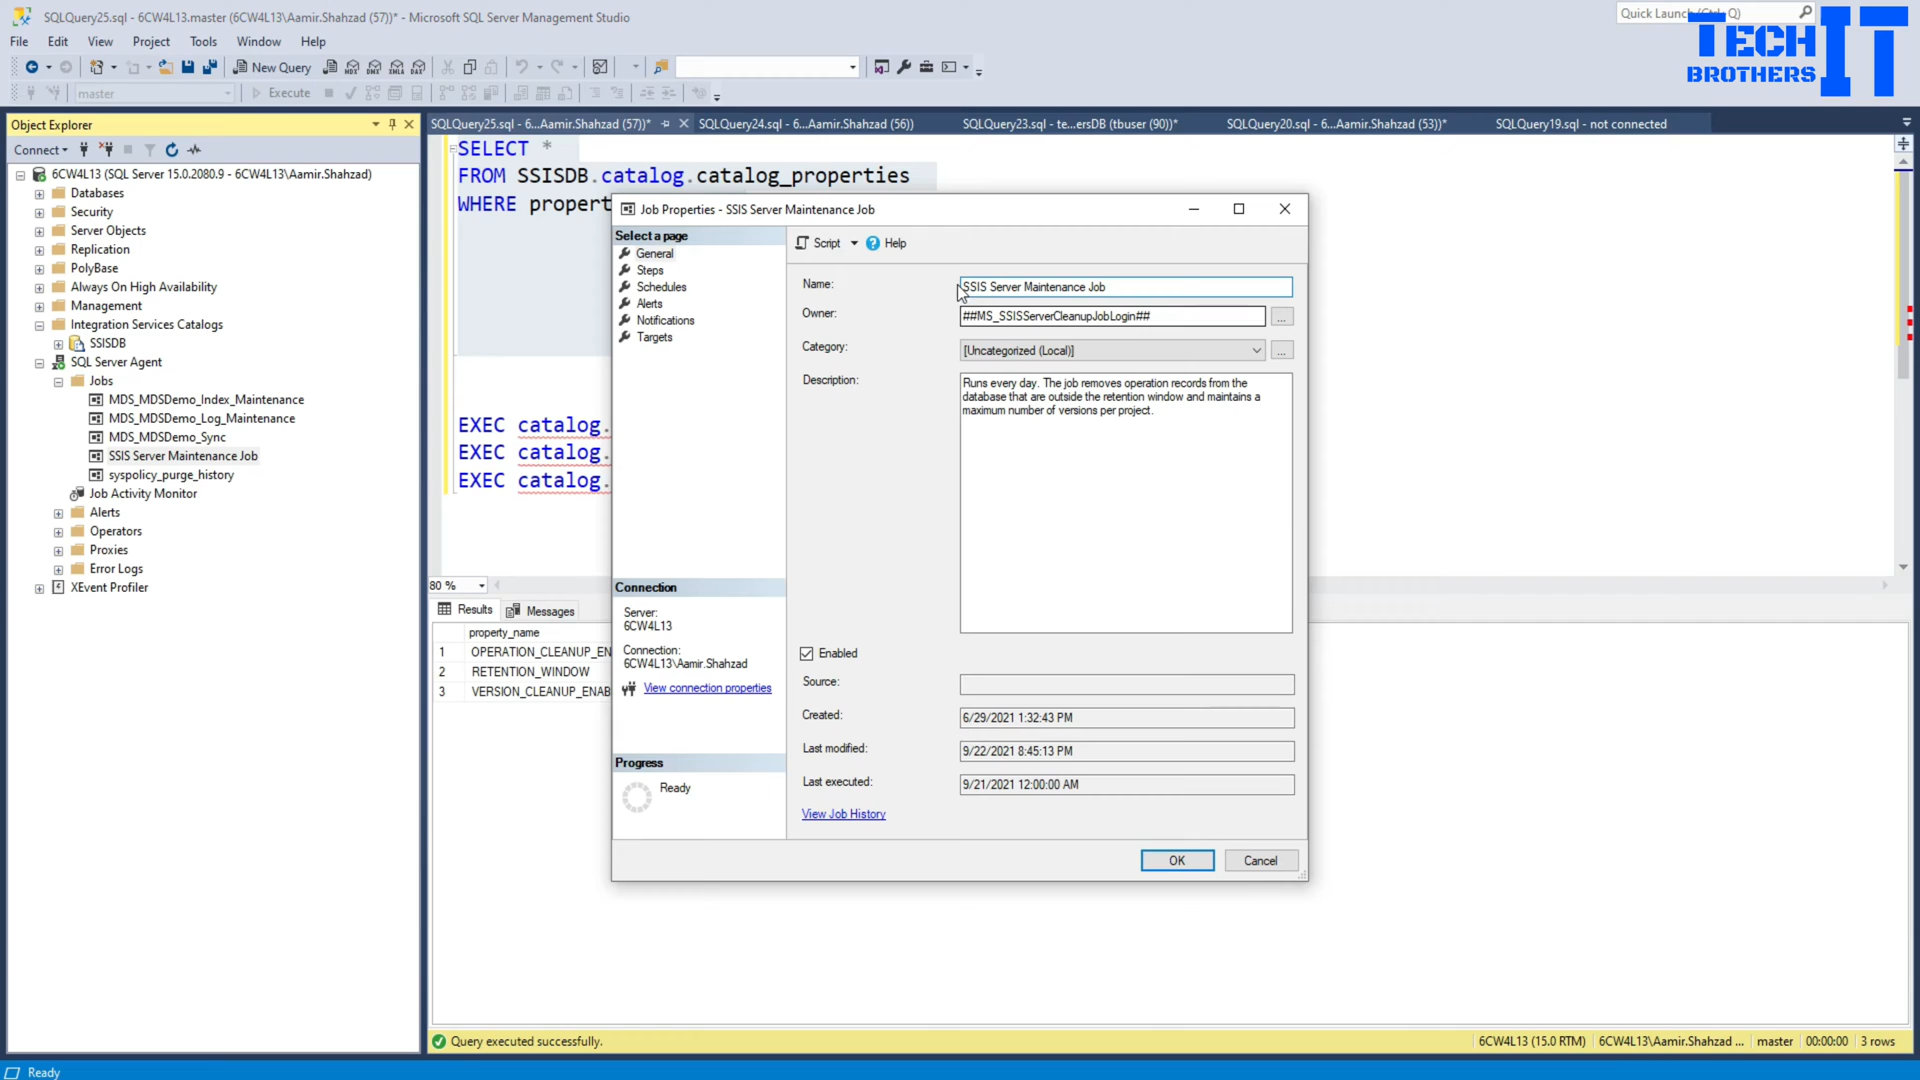 SQLQuery25.sql - 6CW4L13.master (6CW4L13\Aamir.Shahzad (57))* - Microsoft SQL Server Management Studio
Quick Launch (Ctrl+Q)
TECH IT
BROTHERS
File Edit View Project Tools Window Help
New Query
MDX DMX XMLA DAX
master
Execute
Object Explorer
SQLQuery25.sql - 6...Aamir.Shahzad (57))*
SQLQuery24.sql - 6...Aamir.Shahzad (56))
SQLQuery23.sql - te...ersDB (tbuser (90))*
SQLQuery20.sql - 6...Aamir.Shahzad (53))*
SQLQuery19.sql - not connected
Connect
6CW4L13 (SQL Server 15.0.2080.9 - 6CW4L13\Aamir.Shahzad)
Databases
Security
Server Objects
Replication
PolyBase
Always On High Availability
Management
Integration Services Catalogs
SSISDB
SQL Server Agent
Jobs
MDS_MDSDemo_Index_Maintenance
MDS_MDSDemo_Log_Maintenance
MDS_MDSDemo_Sync
SSIS Server Maintenance Job
syspolicy_purge_history
Job Activity Monitor
Alerts
Operators
Proxies
Error Logs
XEvent Profiler
SELECT *
FROM SSISDB.catalog.catalog_properties
WHERE propert
EXEC catalog.
EXEC catalog.
EXEC catalog.
80 %
Results Messages
property_name
1 OPERATION_CLEANUP_EN
2 RETENTION_WINDOW
3 VERSION_CLEANUP_ENAB
Job Properties - SSIS Server Maintenance Job
Select a page
General
Steps
Schedules
Alerts
Notifications
Targets
Connection
Server:
6CW4L13
Connection:
6CW4L13\Aamir.Shahzad
View connection properties
Progress
Ready
Script Help
Name: SSIS Server Maintenance Job
Owner: ##MS_SSISServerCleanupJobLogin## ...
Category: [Uncategorized (Local)] ...
Description: Runs every day. The job removes operation records from the
database that are outside the retention window and maintains a
maximum number of versions per project.
Enabled
Source:
Created: 6/29/2021 1:32:43 PM
Last modified: 9/22/2021 8:45:13 PM
Last executed: 9/21/2021 12:00:00 AM
View Job History
OK Cancel
Query executed successfully.
6CW4L13 (15.0 RTM) 6CW4L13\Aamir.Shahzad ... master 00:00:00 3 rows
Ready